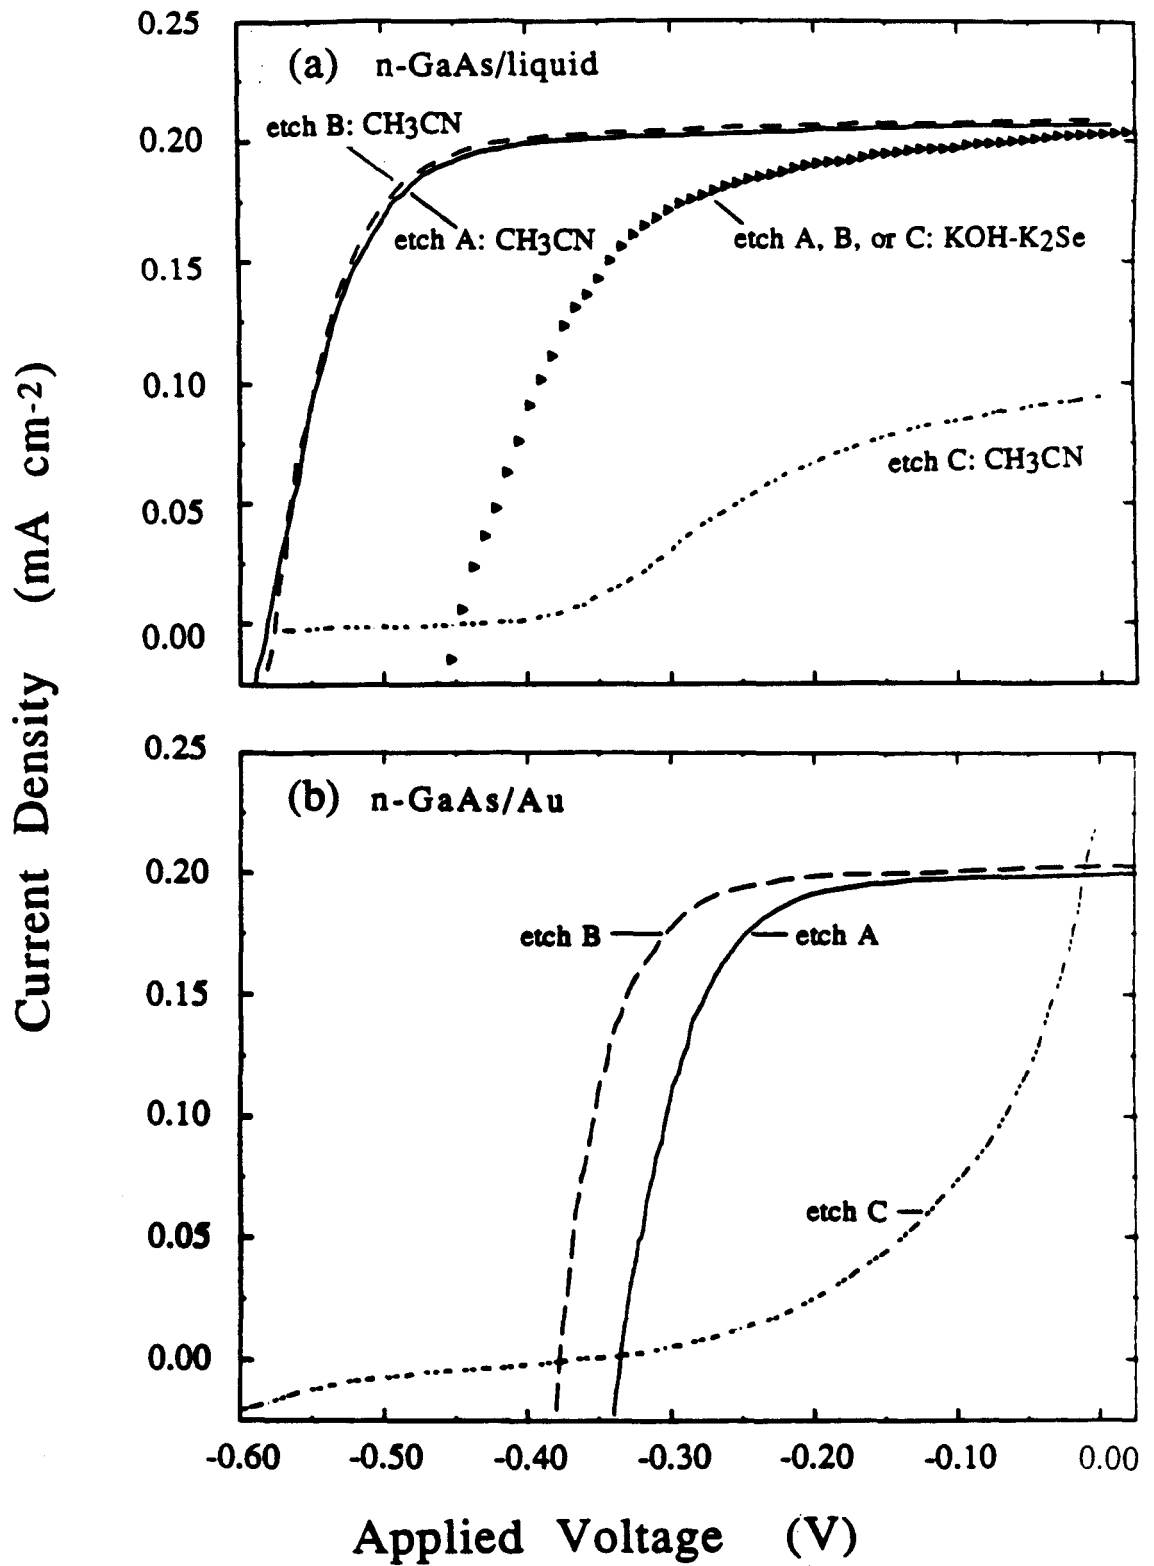 0.25
(a) n-GaAs/liquid
etch B: CH3CN
0.20
etch A: CH3CN
etch A, B, or C: KOH-K2Se
0.15
0.10
etch C: CH3CN
0.05
0.00
Current Density (mA cm-2)
0.25
(b) n-GaAs/Au
0.20
etch B
etch A
0.15
0.10
etch C
0.05
0.00
-0.60 -0.50 -0.40 -0.30 -0.20 -0.10 0.00
Applied Voltage (V)